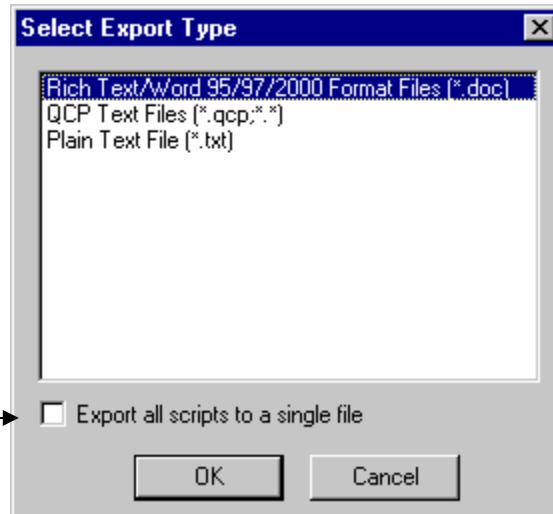 Select Export Type
Rich Text/Word 95/97/2000 Format Files (*.doc)
QCP Text Files (*.qcp;*.*)
Plain Text File (*.txt)
Export all scripts to a single file
OK
Cancel